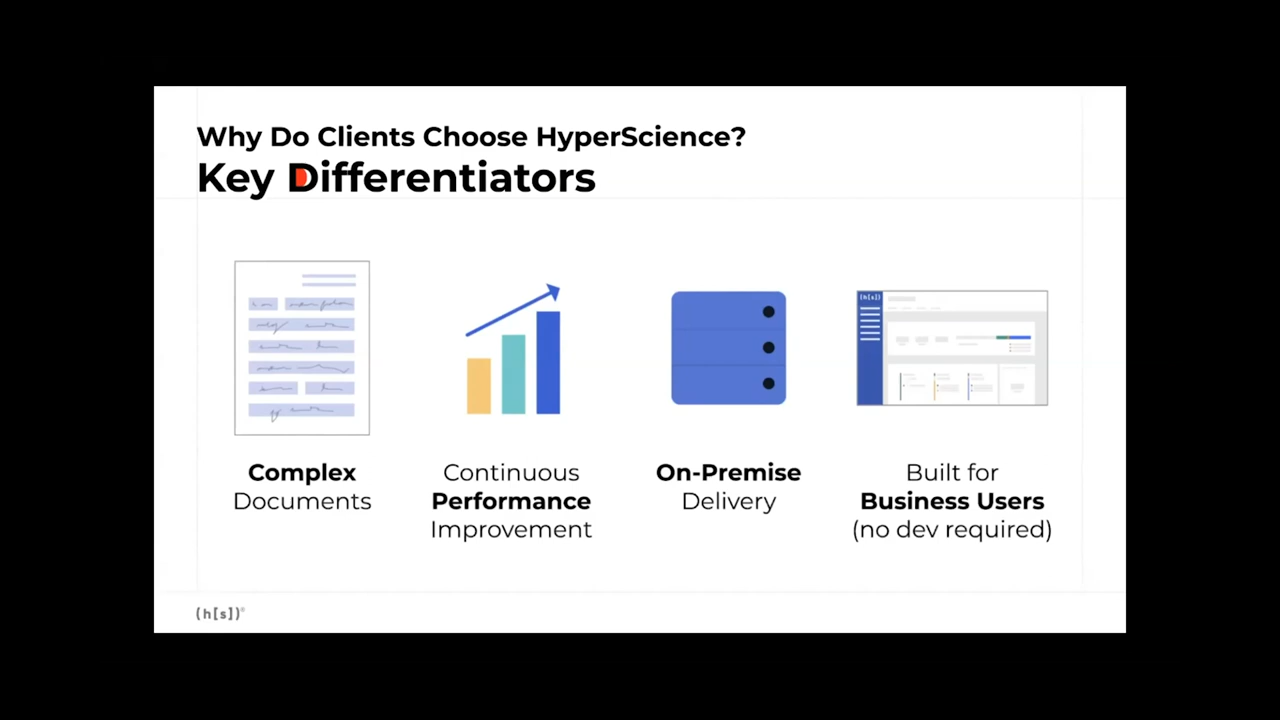 Why Do Clients Choose HyperScience?
Key Differentiators
(h[s])
Complex
Documents
Continuous
Performance
Improvement
On-Premise
Delivery
Built for
Business Users
(no dev required)
(h[s])®